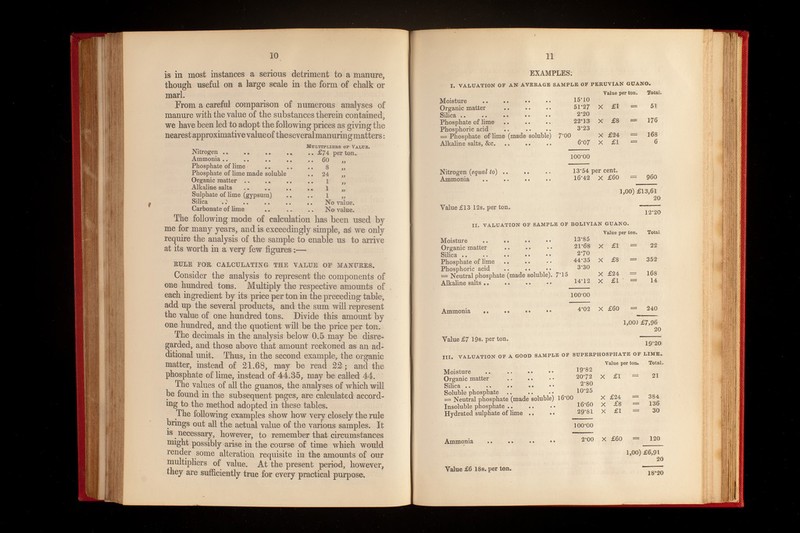 10
is in most instances a serious detriment to a manure,
though useful on a large scale in the form of chalk or
marl.
From a careful comparison of numerous analyses of
manure with the value of the substances therein contained,
we have been led to adopt the following prices as giving the
nearest approximative value of the several manuring matters:
MULTIPLIERS OF VALUE.
Nitrogen .. .. .. .. .. .. £74 per ton.
Ammonia .. .. .. .. .. .. 60 „
Phosphate of lime .. .. .. 8 „
Phosphate of lime made soluble .. 24 „
Organic matter .. .. .. .. 1 „
Alkaline salts .. .. .. .. 1 „
Sulphate of lime (gypsum) .. .. 1 „
Silica .. .. .. .. .. No value.
Carbonate of lime .. .. .. No value.
The following mode of calculation has been used by
me for many years, and is exceedingly simple, as we only
require the analysis of the sample to enable us to arrive
at its worth in a very few figures:—
RULE FOR CALCULATING THE VALUE OF MANURES.
Consider the analysis to represent the components of
one hundred tons. Multiply the respective amounts of
each ingredient by its price per ton in the preceding table,
add up the several products, and the sum will represent
the value of one hundred tons. Divide this amount by
one hundred, and the quotient will be the price per ton.
The decimals in the analysis below 0.5 may be disre-
garded, and those above that amount reckoned as an ad-
ditional unit. Thus, in the second example, the organic
matter, instead of 21.68, may be read 22; and the
phosphate of lime, instead of 44.35, may be called 44.
The values of all the guanos, the analyses of which will
be found in the subsequent pages, are calculated accord-
ing to the method adopted in these tables.
The following examples show how very closely the rule
brings out all the actual value of the various samples. It
is necessary, however, to remember that circumstances
might possibly arise in the course of time which would
render some alteration requisite in the amounts of our
multipliers of value. At the present period, however,
they are sufficiently true for every practical purpose.
11
EXAMPLES:
I. VALUATION OF AN AVERAGE SAMPLE OF PERUVIAN GUANO.
Value per ton. Total.
Moisture .. .. .. .. 15·10
Organic matter .. .. .. 51·27 X £1 = 51
Silica .. .. .. .. .. 2·20
Phosphate of lime .. .. .. 22·13 X £8 = 176
Phosphoric acid .. .. .. 3·23
= Phosphate of lime (made soluble) 7·00 X £24 = 168
Alkaline salts, &c. .. .. .. 6·07 X £1 = 6
100·00
Nitrogen (equal to) .. .. .. 13·54 per cent.
Ammonia .. .. .. .. 16·42 X £60 = 960
1,00) £13,61
20
Value £13 12s. per ton.
12·20
II. VALUATION OF SAMPLE OF BOLIVIAN GUANO.
Value per ton. Total
Moisture .. .. .. .. 13·85
Organic matter .. .. .. 21·68 X £1 = 22
Silica .. .. .. .. .. 2·70
Phosphate of lime .. .. .. 44·35 X £8 = 352
Phosphoric acid .. .. .. 3·30
= Neutral phosphate (made soluble). 7·15 X £24 = 168
Alkaline salts .. .. .. .. 14·12 X £1 = 14
100·00
Ammonia .. .. .. .. 4·02 X £60 = 240
1,00) £7,96
20
Value £7 19s. per ton.
19·20
III. VALUATION OF A GOOD SAMPLE OF SUPERPHOSPHATE OF LIME.
Value per ton. Total.
Moisture .. .. .. .. 19·82
Organic matter .. .. .. 20·72 X £1 = 21
Silica .. .. .. .. .. 2·80
Soluble phosphate .. .. .. 10·25
= Neutral phosphate (made soluble) 16·00 X £24 = 384
Insoluble phosphate .. .. .. 16·60 X £8 = 136
Hydrated sulphate of lime .. .. 29·81 X £1 = 30
100·00
Ammonia .. .. .. .. 2·00 X £60 = 120
1,00) £6,91
20
Value £6 18s. per ton.
18·20